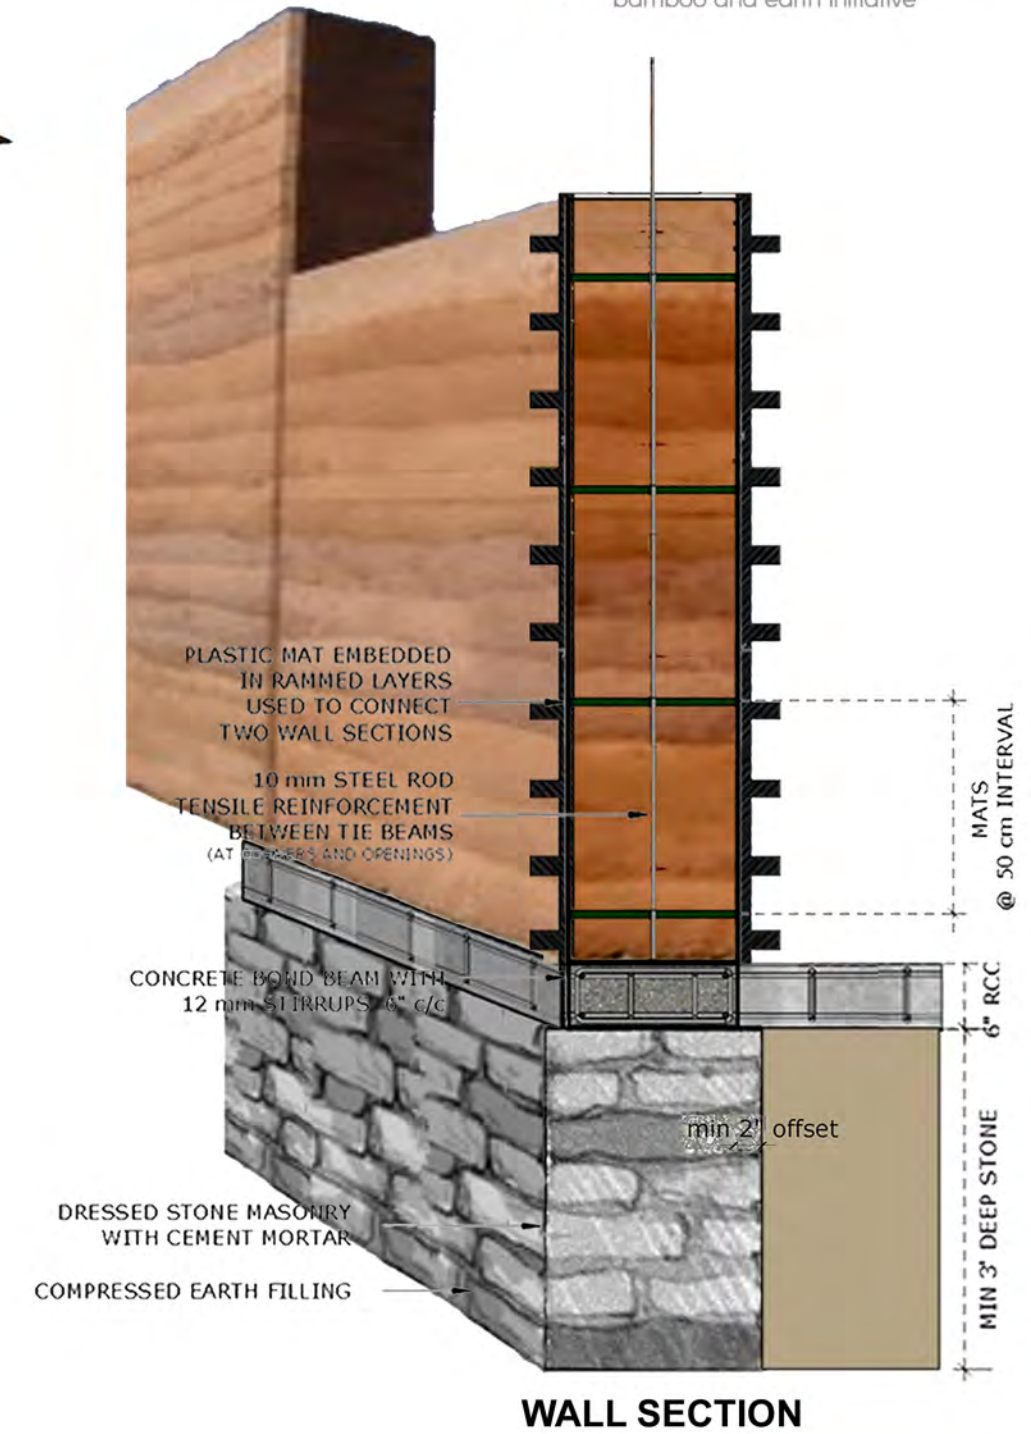 bamboo and earth initiative
PLASTIC MAT EMBEDDED
IN RAMMED LAYERS
USED TO CONNECT
TWO WALL SECTIONS
10 mm STEEL ROD
TENSILE REINFORCEMENT
BETWEEN TIE BEAMS
(AT CORNERS AND OPENINGS)
MATS
@ 50 cm INTERVAL
CONCRETE BOND BEAM WITH
12 mm STIRRUPS 6" c/c
6" RCC
min 2" offset
MIN 3' DEEP STONE
DRESSED STONE MASONRY
WITH CEMENT MORTAR
COMPRESSED EARTH FILLING
WALL SECTION